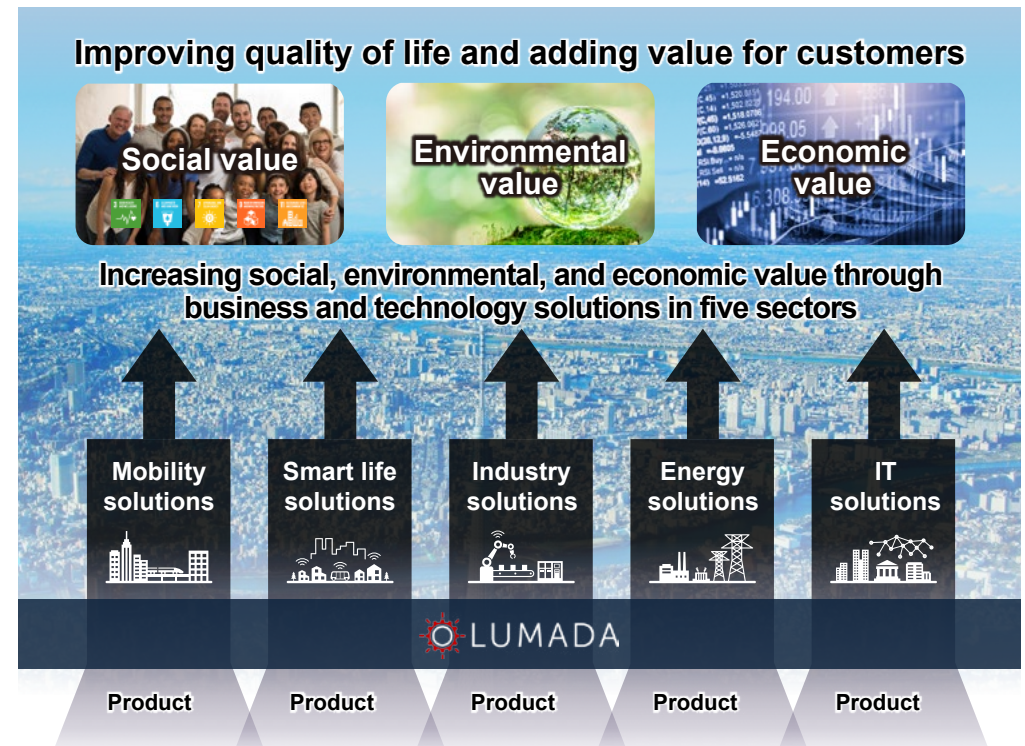 Improving quality of life and adding value for customers
Social value
Environmental
value
Economic
value
194.00
Increasing social, environmental, and economic value through
business and technology solutions in five sectors
Mobility
solutions
Smart life
solutions
Industry
solutions
Energy
solutions
IT
solutions
LUMADA
Product
Product
Product
Product
Product